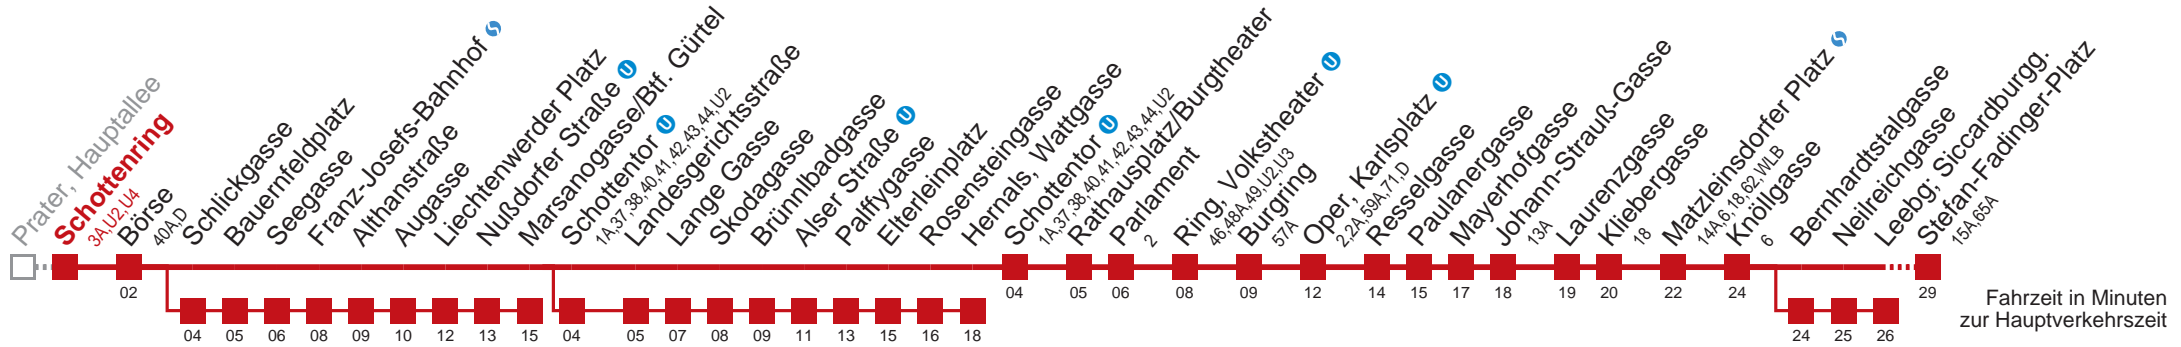 Prater, Hauptallee
Schottenring
3A,U2,U4
Börse
40A,D
Schlickgasse
Bauernfeldplatz
Seegasse
Franz-Josefs-Bahnhof S
Althanstraße
Augasse
Liechtenwerder Platz
Nußdorfer Straße U
Marsanogasse/Btf. Gürtel
Schottentor U
1A,37,38,40,41,42,43,44,U2
Landesgerichtsstraße
Lange Gasse
Skodagasse
Brünnlbadgasse
Alser Straße U
Palffygasse
Elterleinplatz
Rosensteingasse
Hernals, Wattgasse
Schottentor U
1A,37,38,40,41,42,43,44,U2
Rathausplatz/Burgtheater
Parlament
2
Ring, Volkstheater U
46,48A,49,U2,U3
Burgring
57A
Oper, Karlsplatz U
2,2A,59A,71,D
Resselgasse
Paulanergasse
Mayerhofgasse
Johann-Strauß-Gasse
13A
Laurenzgasse
Kliebergasse
18
Matzleinsdorfer Platz S
14A,6,18,62,WLB
Knöllgasse
6
Bernhardtstalgasse
Neilreichgasse
Leebg; Siccardburgg.
Stefan-Fadinger-Platz
15A,65A
02 04 05 06 08 09 12 14 15 17 18 19 20 22 24 29
04 05 06 08 09 10 12 13 15 04 05 07 08 09 11 13 15 16 18 24 25 26
Fahrzeit in Minuten
zur Hauptverkehrszeit